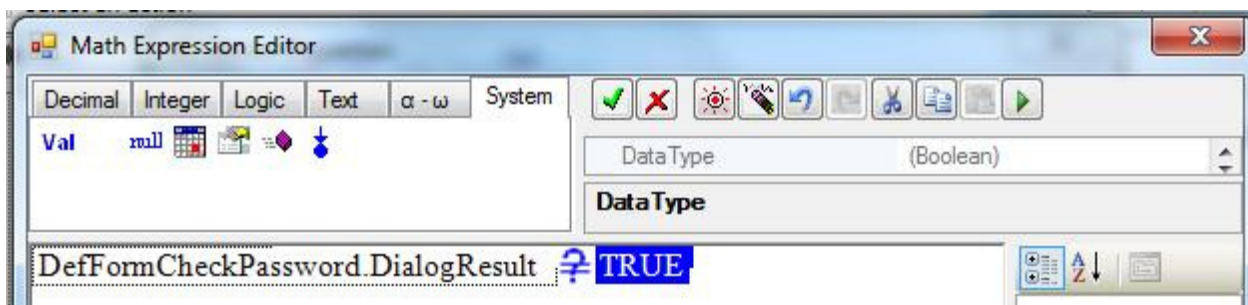 Math Expression Editor
Decimal Integer Logic Text α - ω System
Val null
DataType (Boolean)
DataType
DefFormCheckPassword.DialogResult ≟ TRUE
A
Z